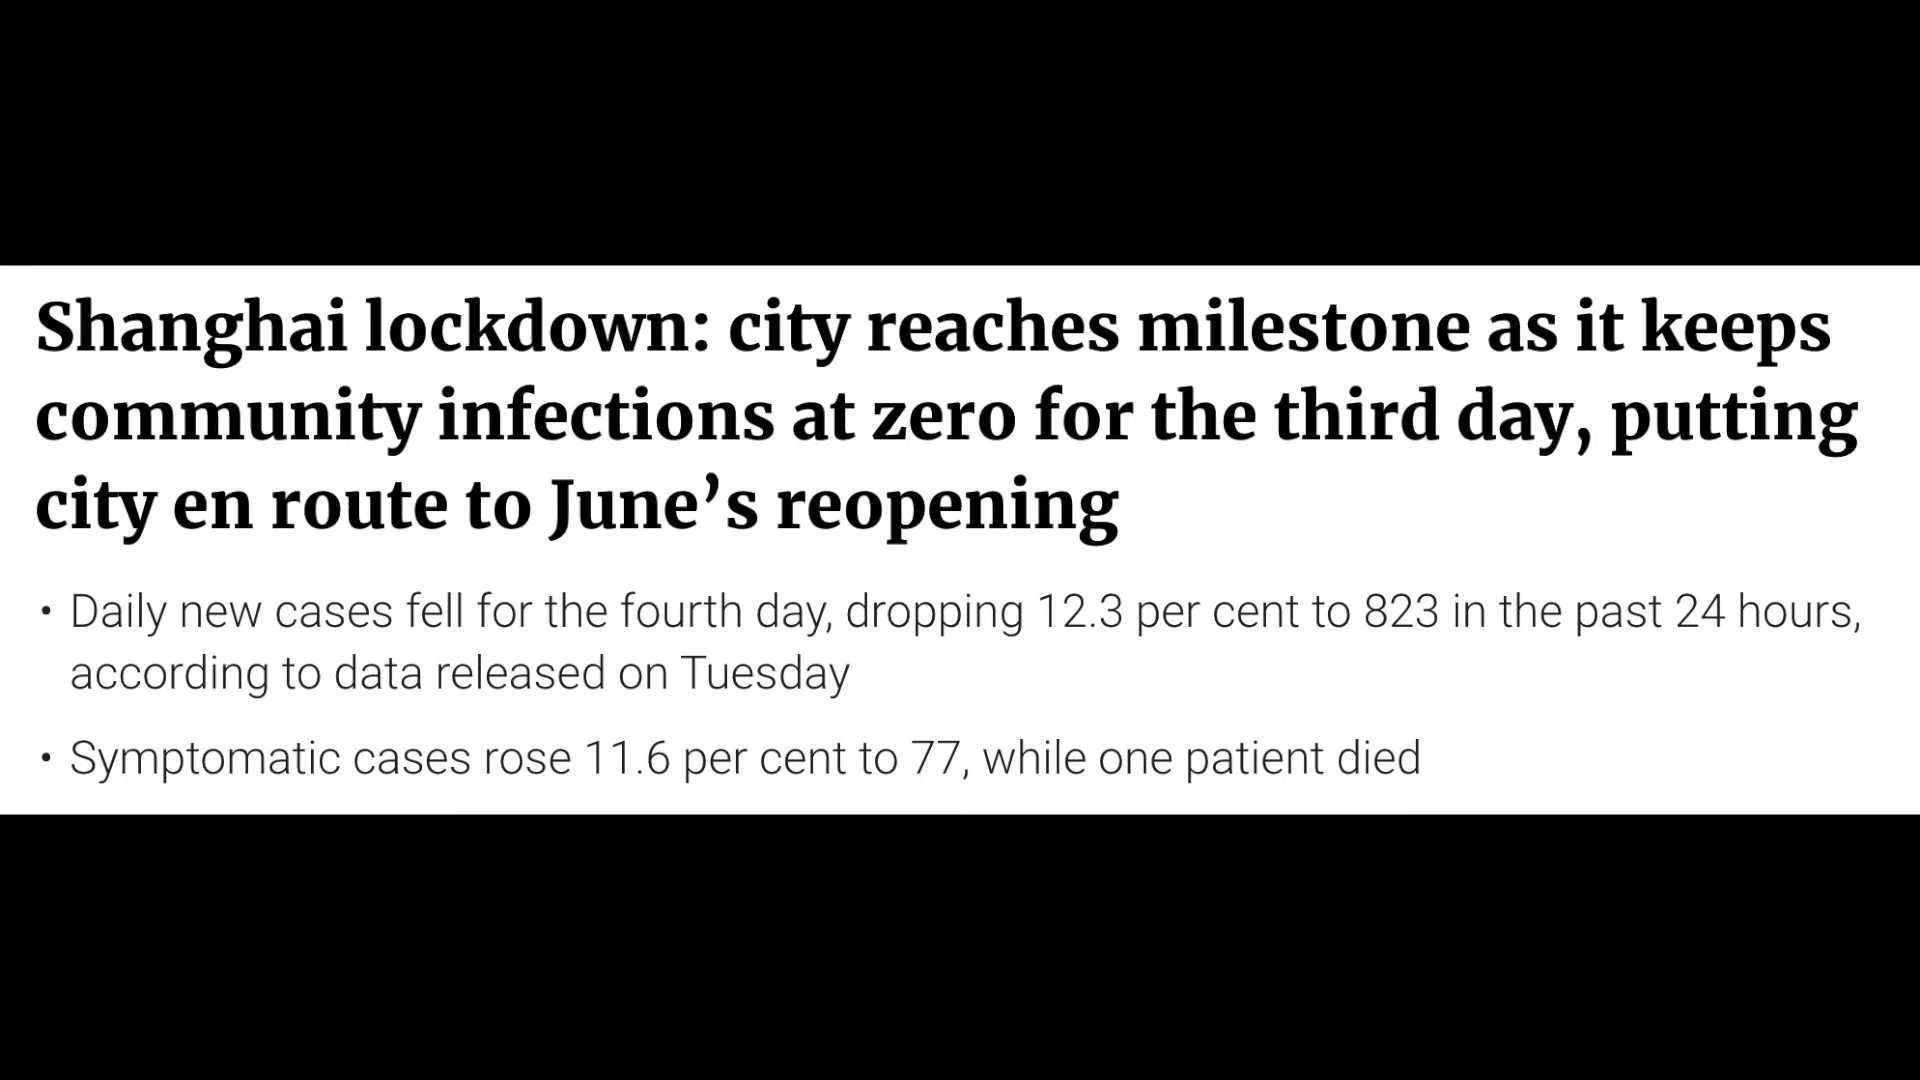 Shanghai lockdown: city reaches milestone as it keeps
community infections at zero for the third day, putting
city en route to June’s reopening
• Daily new cases fell for the fourth day, dropping 12.3 per cent to 823 in the past 24 hours,
according to data released on Tuesday
• Symptomatic cases rose 11.6 per cent to 77, while one patient died